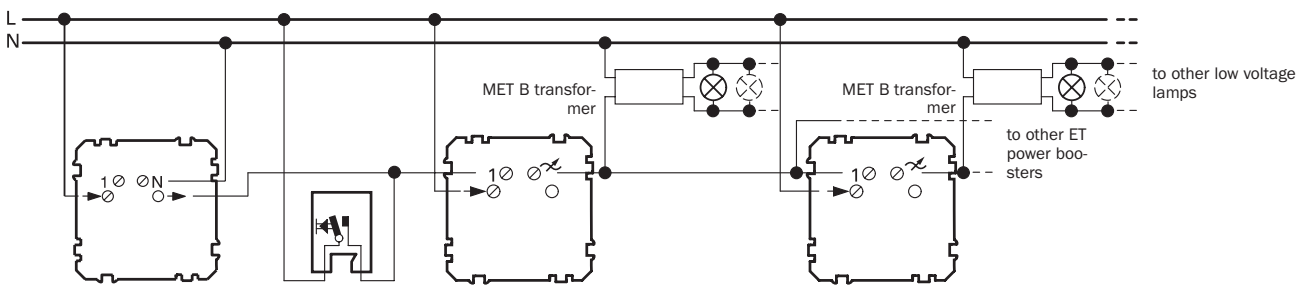 L
N
MET B transfor-
mer
MET B transfor-
mer
to other low voltage
lamps
to other ET
power boo-
sters
1 N
1
1